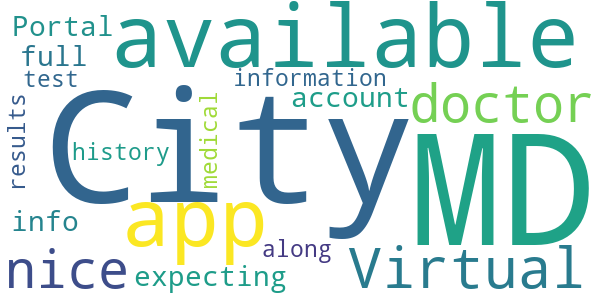 Portal
available
full
test
information
account
doctor
City
MD
results
history
medical
info
app
along
nice
expecting
Virtual